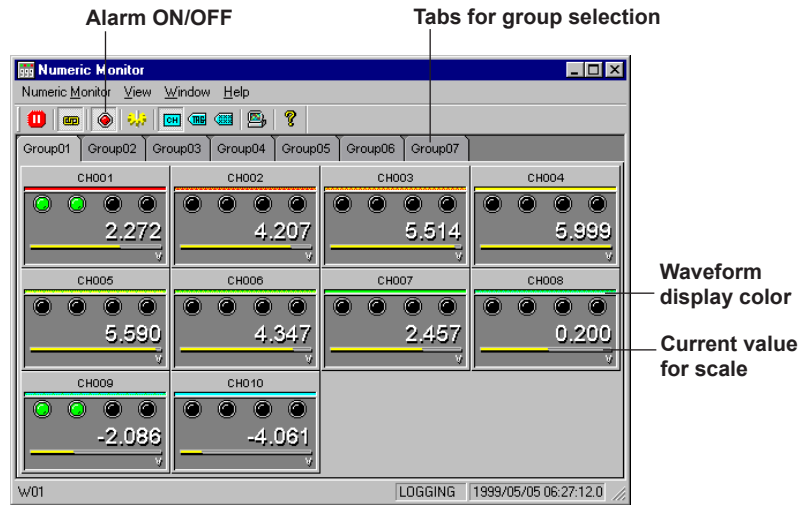 Alarm ON/OFF
Tabs for group selection
Numeric Monitor
Numeric Monitor View Window Help
CH TAG
Group01 Group02 Group03 Group04 Group05 Group06 Group07
CH001 CH002 CH003 CH004
2.272 4.207 5.514 5.999
V V V V
CH005 CH006 CH007 CH008
5.590 4.347 2.457 0.200
V V V V
CH009 CH010
-2.086 -4.061
V V
Waveform
display color
Current value
for scale
W01 LOGGING 1999/05/05 06:27:12.0